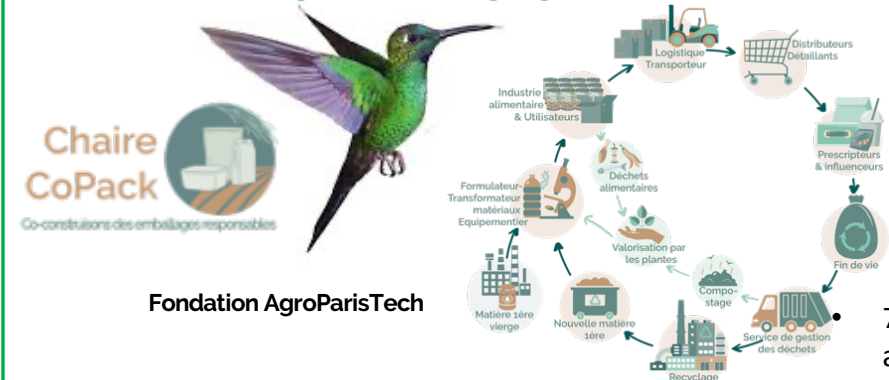 Chaire
CoPack
Co-construisons des emballages responsables
Fondation AgroParisTech
Logistique
Transporteur
Distributeurs
Détaillants
Prescripteurs
& influenceurs
Fin de vie
Service de gestion
des déchets
Recyclage
Nouvelle matière
1ère
Matière 1ère
vierge
Formulateur-
Transformateur
matériaux
Equipementier
Industrie
alimentaire
& Utilisateurs
Déchets
alimentaires
Valorisation par
les plantes
Compo-
stage
• 7
a